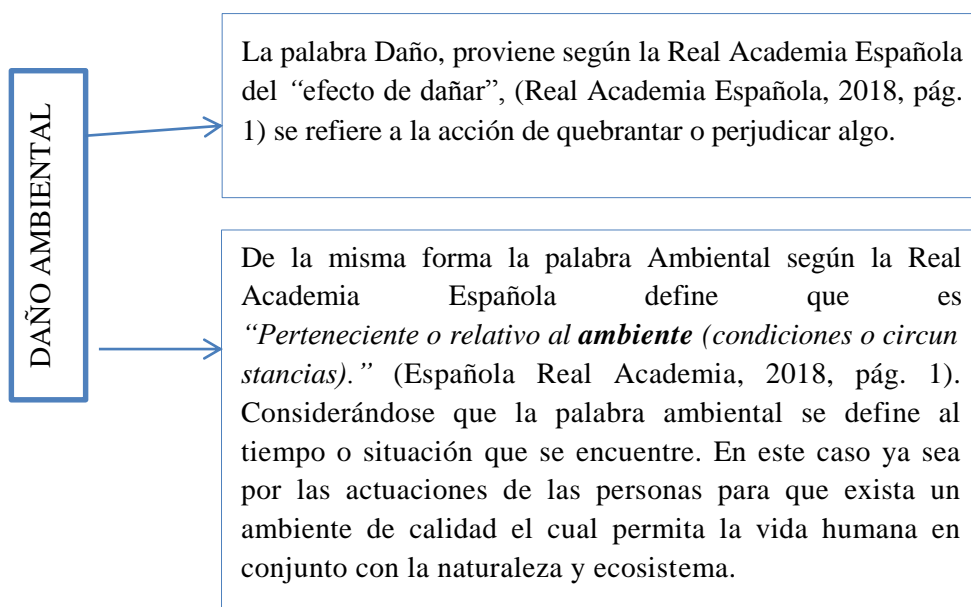 DAÑO AMBIENTAL
La palabra Daño, proviene según la Real Academia Española
del “efecto de dañar”, (Real Academia Española, 2018, pág.
1) se refiere a la acción de quebrantar o perjudicar algo.
De la misma forma la palabra Ambiental según la Real
Academia Española define que es
“Perteneciente o relativo al ambiente (condiciones o circun
stancias).” (Española Real Academia, 2018, pág. 1).
Considerándose que la palabra ambiental se define al
tiempo o situación que se encuentre. En este caso ya sea
por las actuaciones de las personas para que exista un
ambiente de calidad el cual permita la vida humana en
conjunto con la naturaleza y ecosistema.